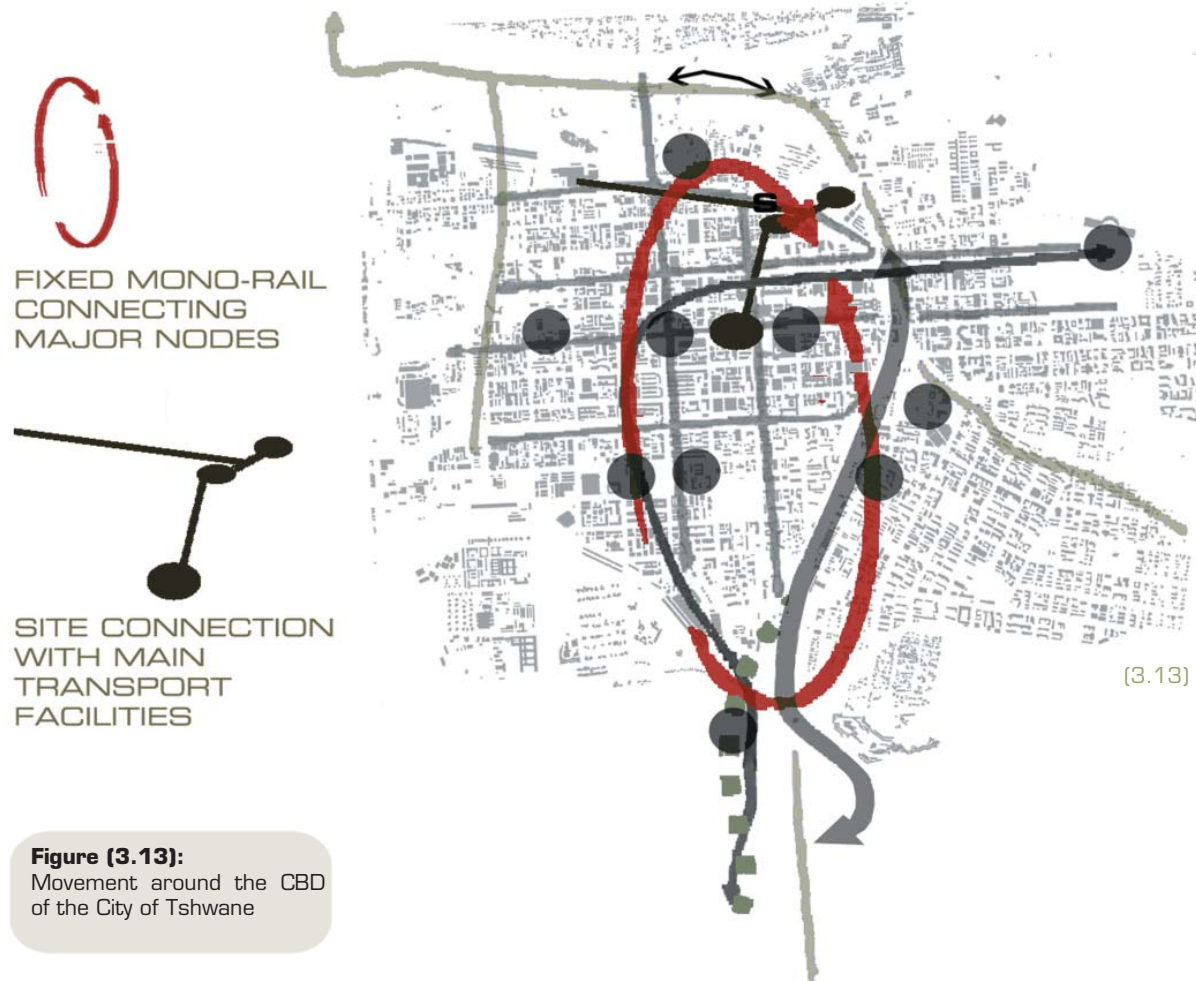 FIXED MONO-RAIL
CONNECTING
MAJOR NODES
SITE CONNECTION
WITH MAIN
TRANSPORT
FACILITIES
S
(3.13)
Figure (3.13):
Movement around the CBD
of the City of Tshwane